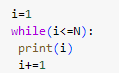 i=1
while(i<=N):
 print(i)
 i+=1